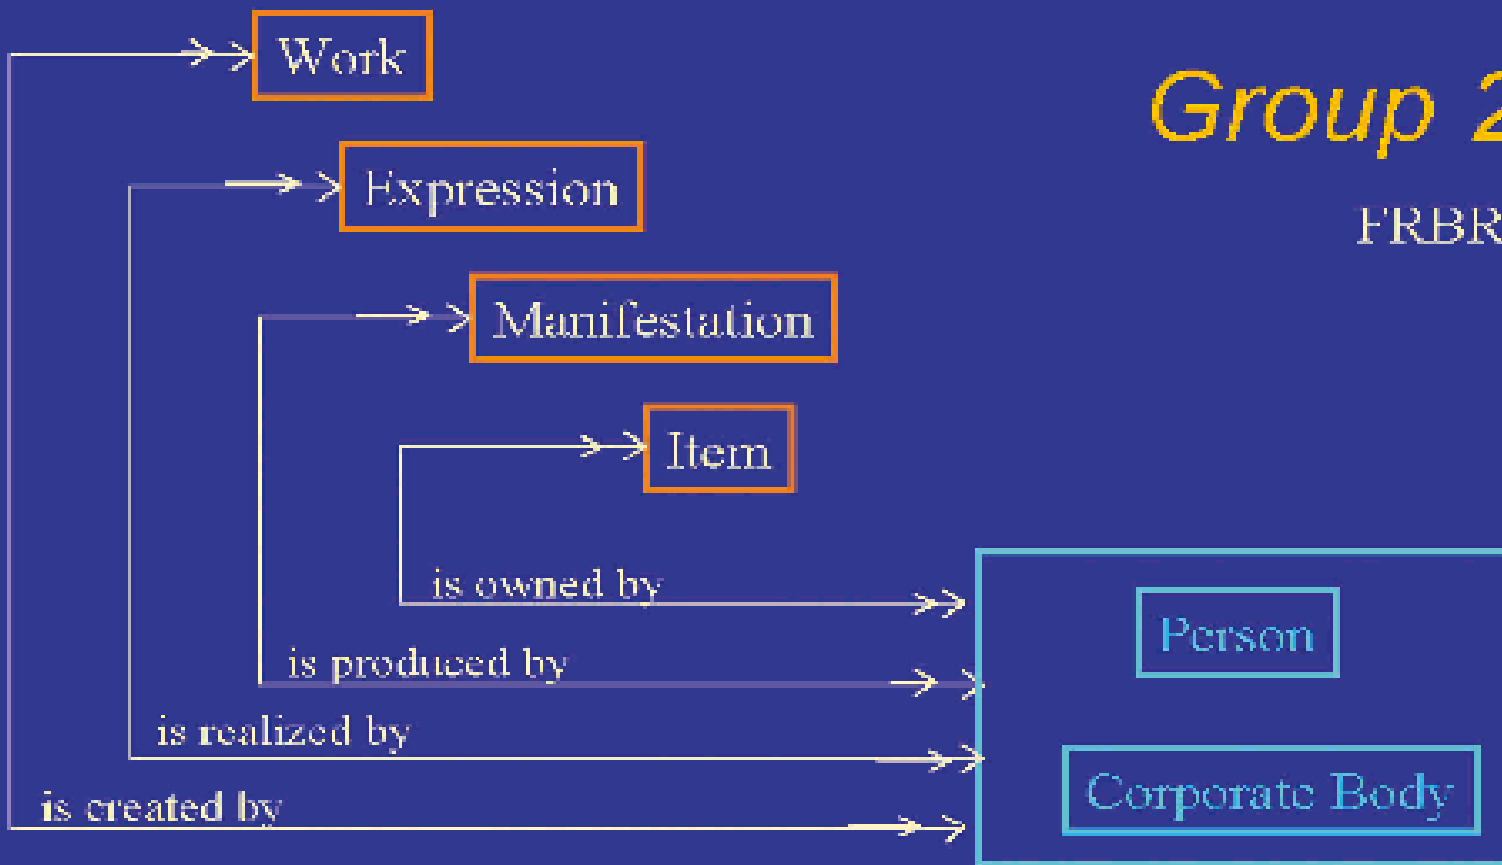 Work
Group 2
Expression
FRBR
Manifestation
Item
is owned by
Person
is produced by
is realized by
Corporate Body
is created by